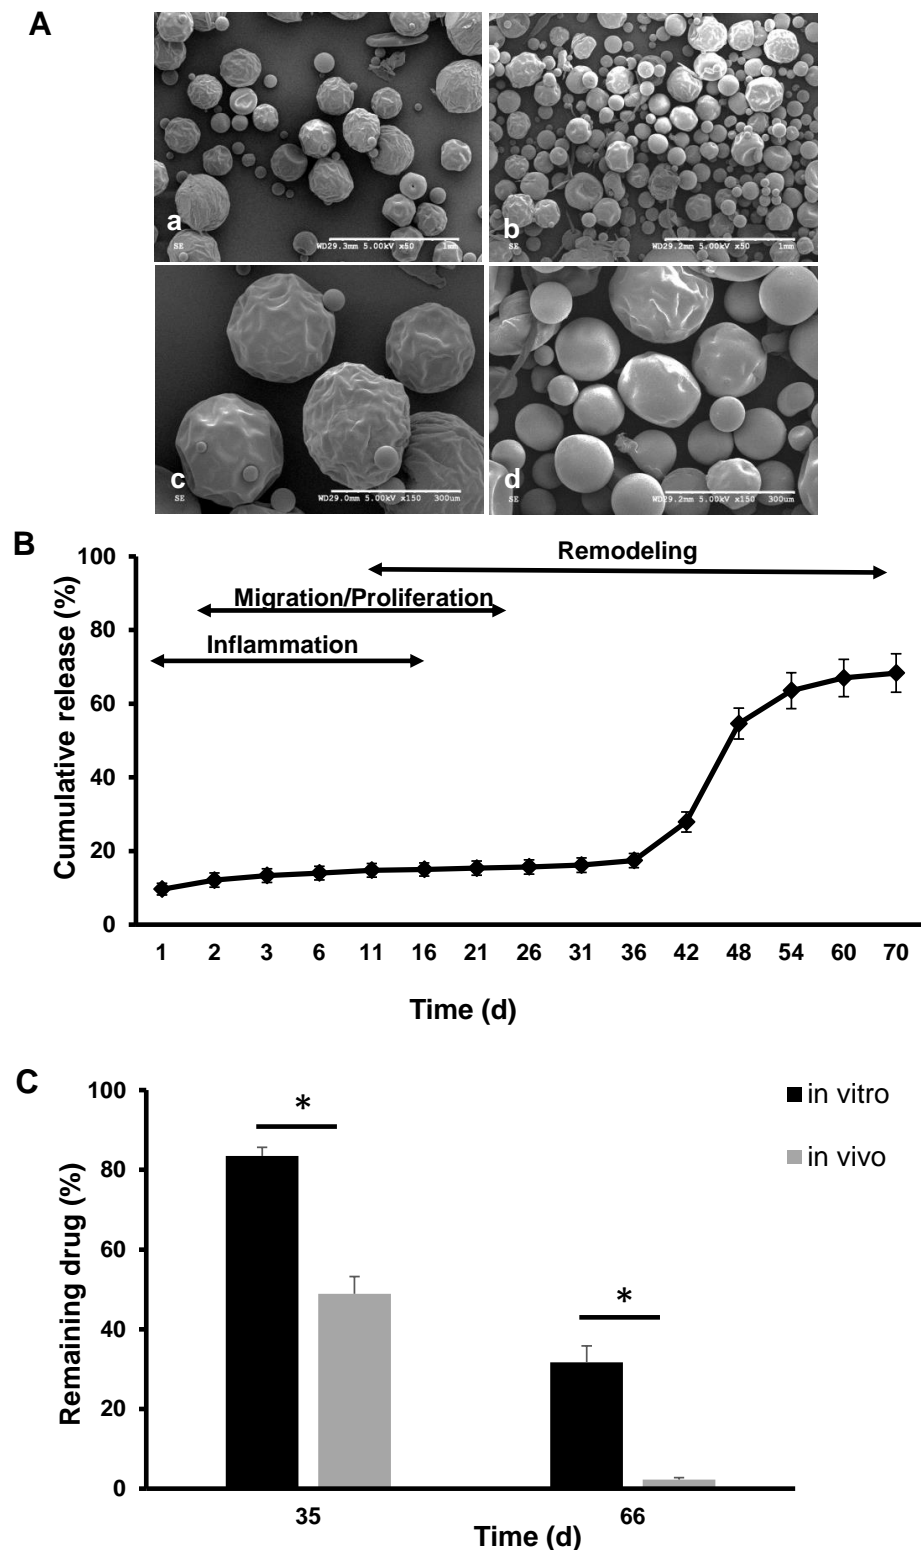 A
a
SE
WD29.3mm 5.00kV x50 1mm
b
SE
WD29.2mm 5.00kV x50 1mm
c
SE
WD29.0mm 5.00kV x150 300um
d
SE
WD29.2mm 5.00kV x150 300um
B
Cumulative release (%)
100
80
60
40
20
0
Remodeling
Migration/Proliferation
Inflammation
1 2 3 6 11 16 21 26 31 36 42 48 54 60 70
Time (d)
C
Remaining drug (%)
100
80
60
40
20
0
*
*
in vitro
in vivo
35 66
Time (d)